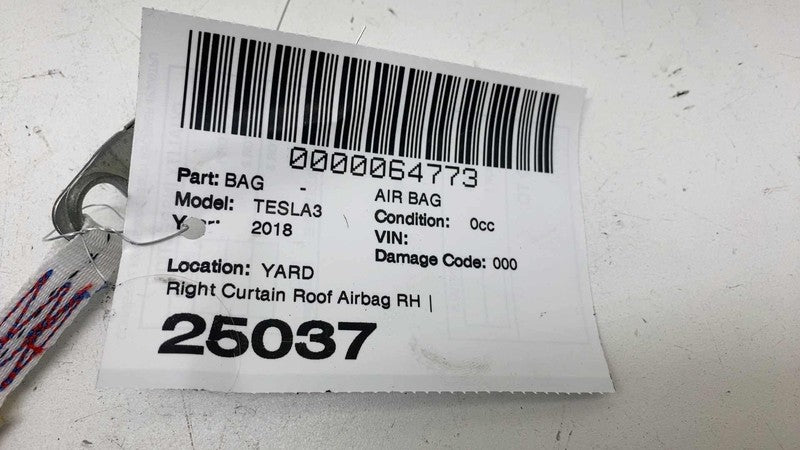 0000064773
Part: BAG - AIR BAG
Model: TESLA3 Condition: 0cc
Year: 2018 VIN:
Damage Code: 000
Location: YARD
Right Curtain Roof Airbag RH |
25037